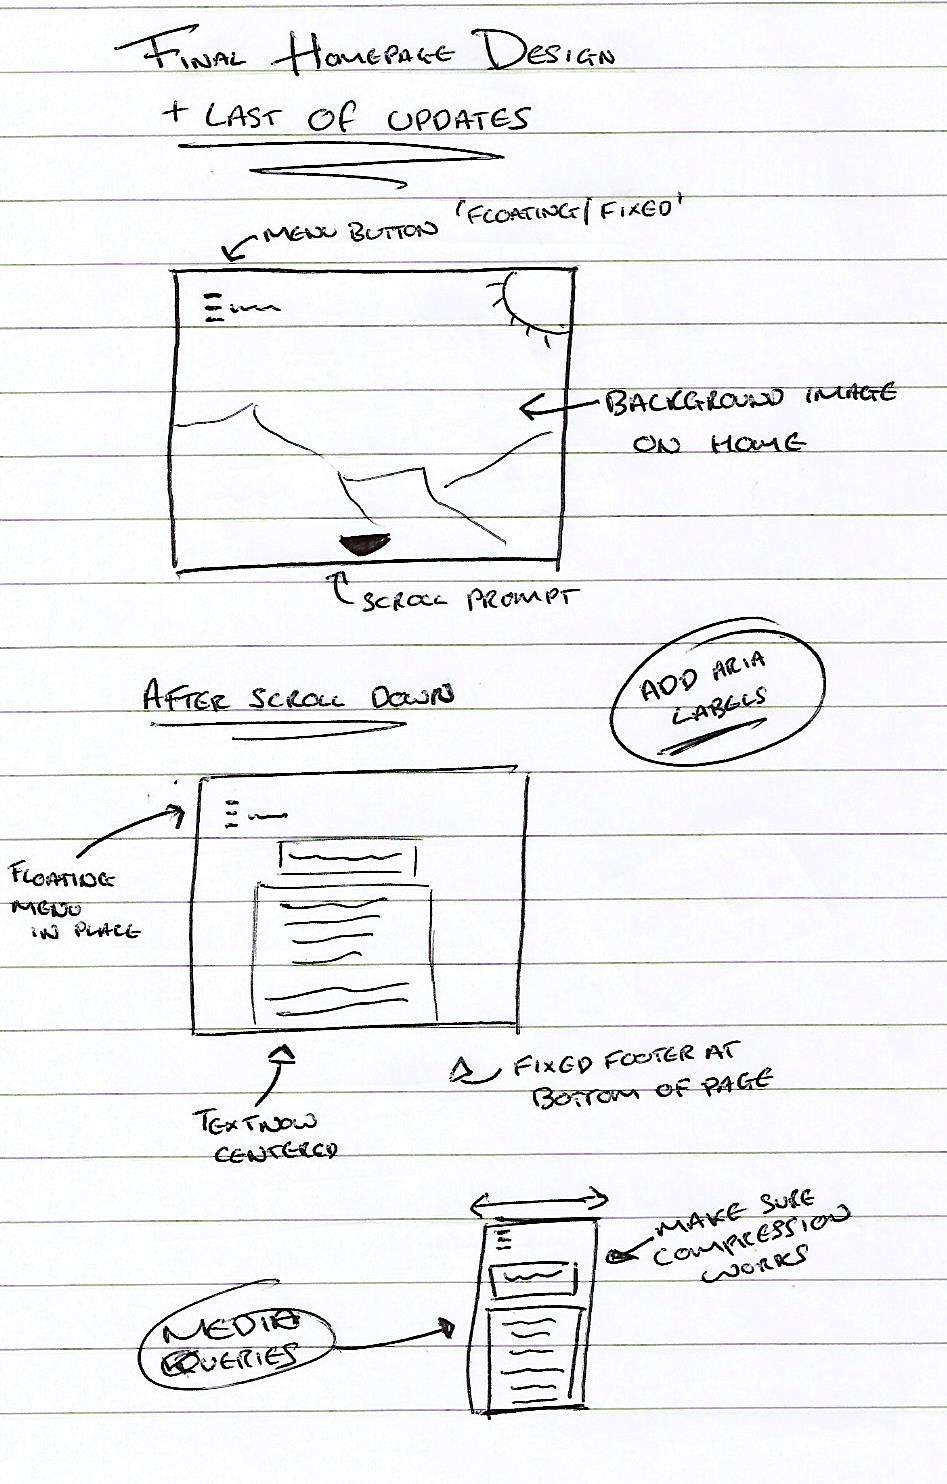 FINAL HOMEPAGE DESIGN
+ LAST OF UPDATES
MENU BUTTON 'FLOATING/FIXED'
BACKGROUND IMAGE
ON HOME
SCROLL PROMPT
ADD ARIA
LABELS
AFTER SCROLL DOWN
FLOATING
MENU
IN PLACE
FIXED FOOTER AT
BOTTOM OF PAGE
TEXT NOW
CENTERED
MAKE SURE
COMPRESSION
WORKS
MEDIA
QUERIES